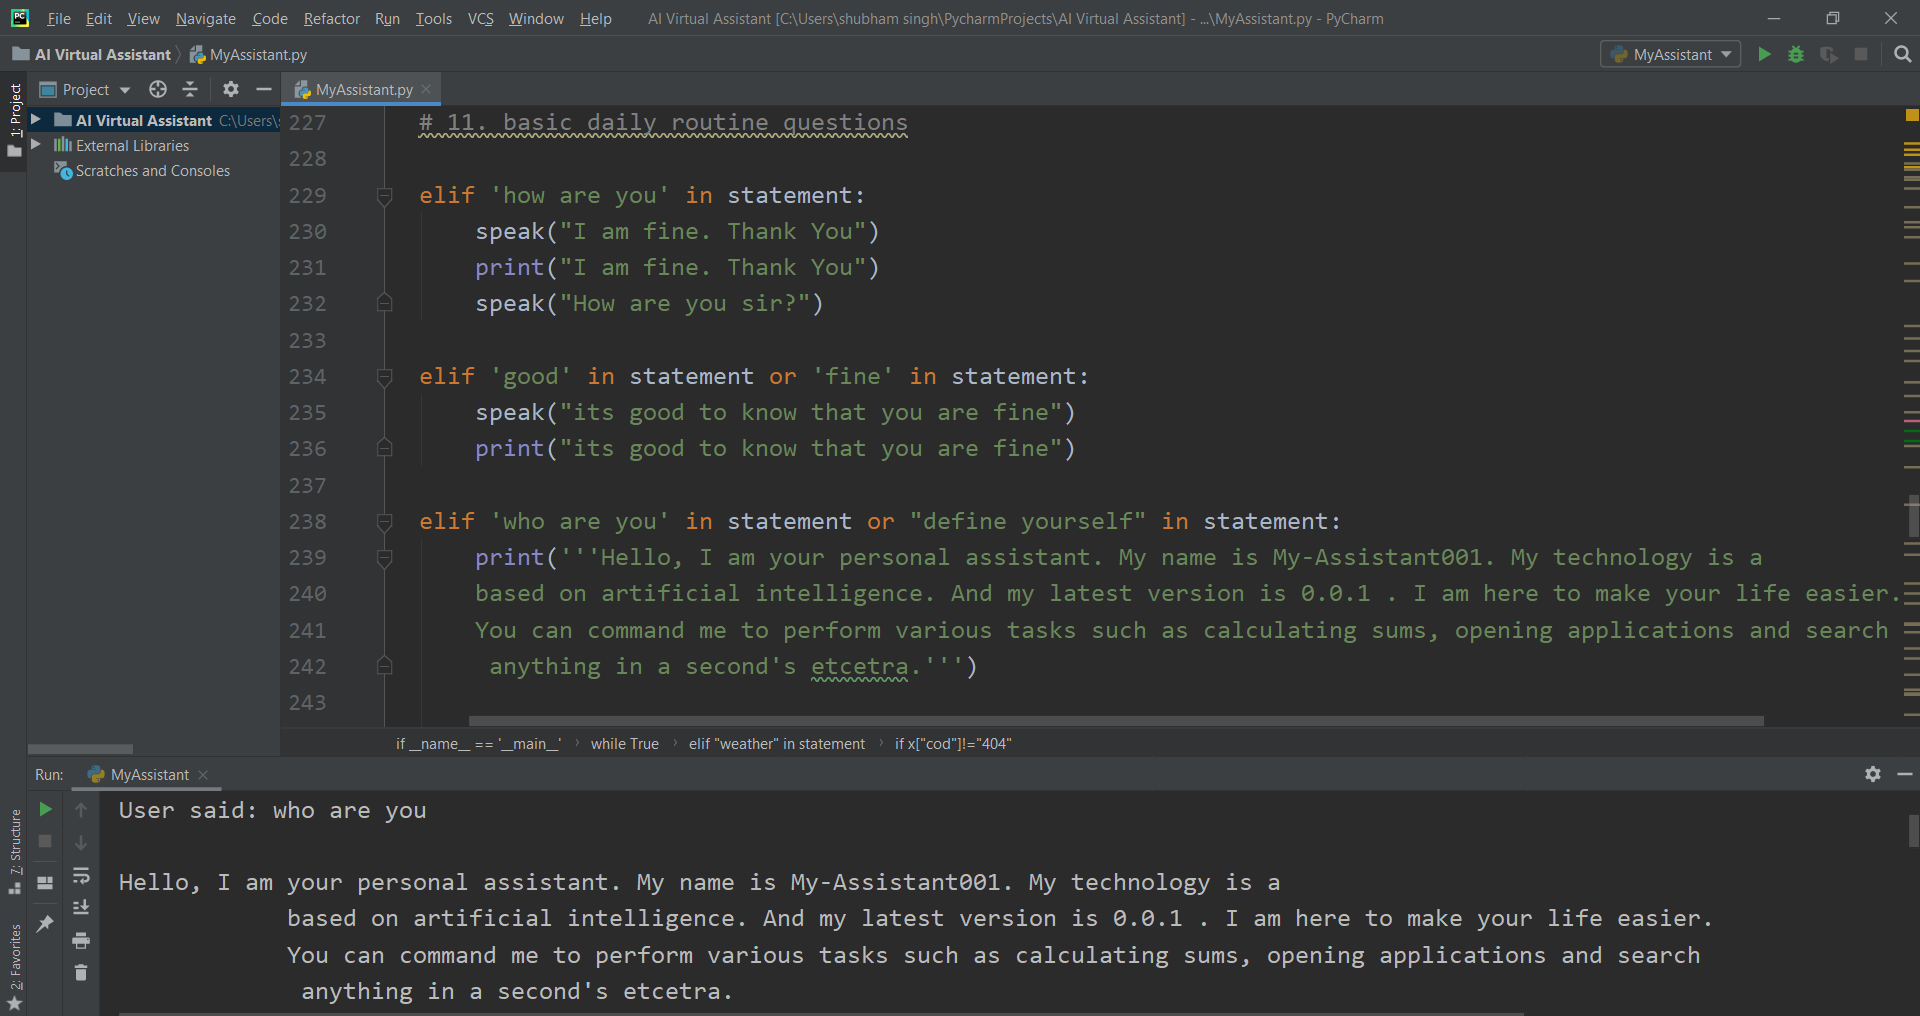 PC File Edit View Navigate Code Refactor Run Tools VCS Window Help AI Virtual Assistant [C:\Users\shubham singh\PycharmProjects\AI Virtual Assistant] - ...\MyAssistant.py - PyCharm
AI Virtual Assistant MyAssistant.py MyAssistant
1: Project
Project
MyAssistant.py
AI Virtual Assistant C:\Users\
External Libraries
Scratches and Consoles
227 # 11. basic daily routine questions
228
229 elif 'how are you' in statement:
230 speak("I am fine. Thank You")
231 print("I am fine. Thank You")
232 speak("How are you sir?")
233
234 elif 'good' in statement or 'fine' in statement:
235 speak("its good to know that you are fine")
236 print("its good to know that you are fine")
237
238 elif 'who are you' in statement or "define yourself" in statement:
239 print('''Hello, I am your personal assistant. My name is My-Assistant001. My technology is a
240 based on artificial intelligence. And my latest version is 0.0.1 . I am here to make your life easier.
241 You can command me to perform various tasks such as calculating sums, opening applications and search
242 anything in a second's etcetra.''')
243
if __name__ == '__main__' › while True › elif "weather" in statement › if x["cod"]!="404"
Run: MyAssistant
7: Structure
2: Favorites
User said: who are you
Hello, I am your personal assistant. My name is My-Assistant001. My technology is a
based on artificial intelligence. And my latest version is 0.0.1 . I am here to make your life easier.
You can command me to perform various tasks such as calculating sums, opening applications and search
anything in a second's etcetra.